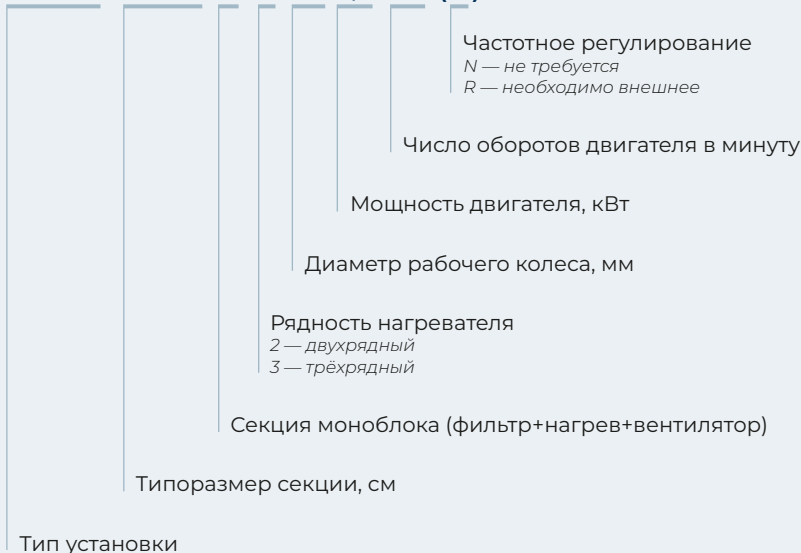 Частотное регулирование
N — не требуется
R — необходимо внешнее
Число оборотов двигателя в минуту
Мощность двигателя, кВт
Диаметр рабочего колеса, мм
Рядность нагревателя
2 — двухрядный
3 — трёхрядный
Секция моноблока (фильтр+нагрев+вентилятор)
Типоразмер секции, см
Тип установки